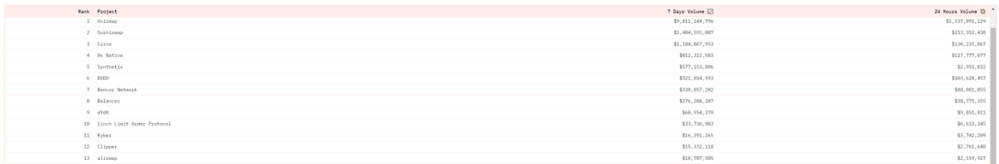 Rank Project 7 Days Volume 24 Hours Volume
1 Uniswap $9,811,144,796 $1,537,091,229
2 Sushiswap $1,484,591,087 $213,352,438
3 Curve $1,184,867,953 $130,235,067
4 0x Native $812,322,583 $117,777,077
5 Synthetix $577,153,806 $2,951,822
6 DODO $521,014,593 $103,628,457
7 Bancor Network $330,857,202 $48,081,855
8 Balancer $276,284,207 $38,771,355
9 dYdX $60,954,370 $9,851,011
10 1inch Limit Order Protocol $33,736,983 $6,633,345
11 Kyber $16,391,265 $3,742,209
12 Clipper $15,332,118 $2,761,648
13 airswap $10,787,505 $2,159,927